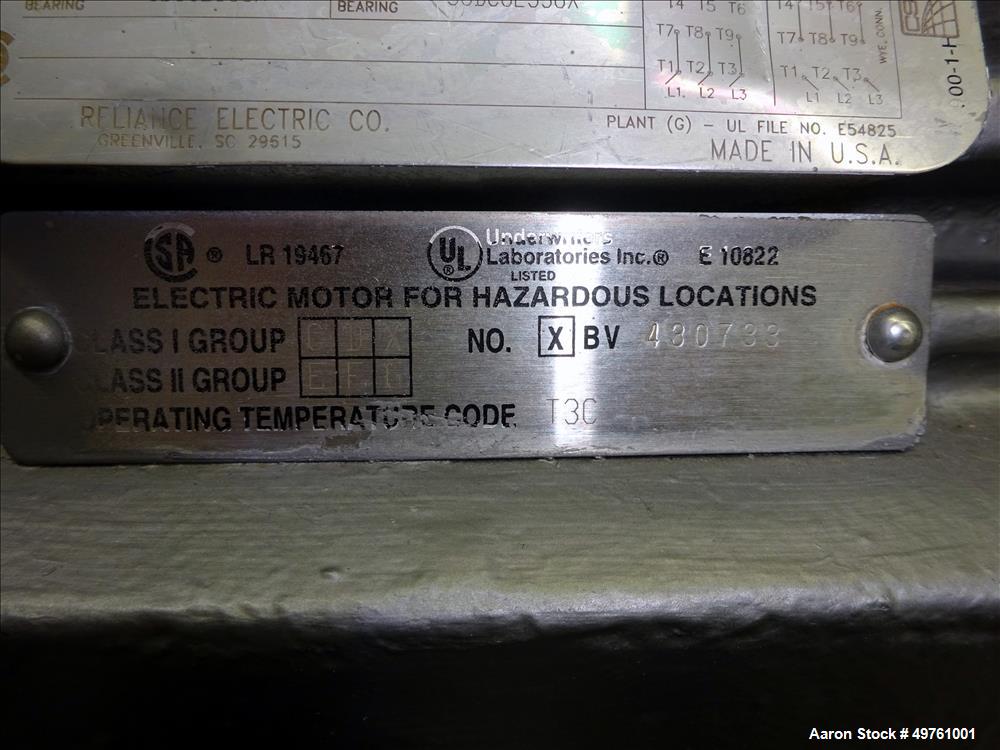 BEARING BEARING
T4 T5 T6 T4 T5 T6
T7 T8 T9 T7 T8 T9
WYE CONN.
T1 T2 T3 T1 T2 T3
L1 L2 L3 L1 L2 L3
RELIANCE ELECTRIC CO.
GREENVILLE, SC 29615
PLANT (G) - UL FILE NO. E54825
MADE IN U.S.A.
SA ® LR 19467 UL ® Underwriters
Laboratories Inc.® E 10822
LISTED
ELECTRIC MOTOR FOR HAZARDOUS LOCATIONS
CLASS I GROUP C D X NO. X BV 430733
CLASS II GROUP E F G
OPERATING TEMPERATURE CODE T3C
Aaron Stock # 49761001